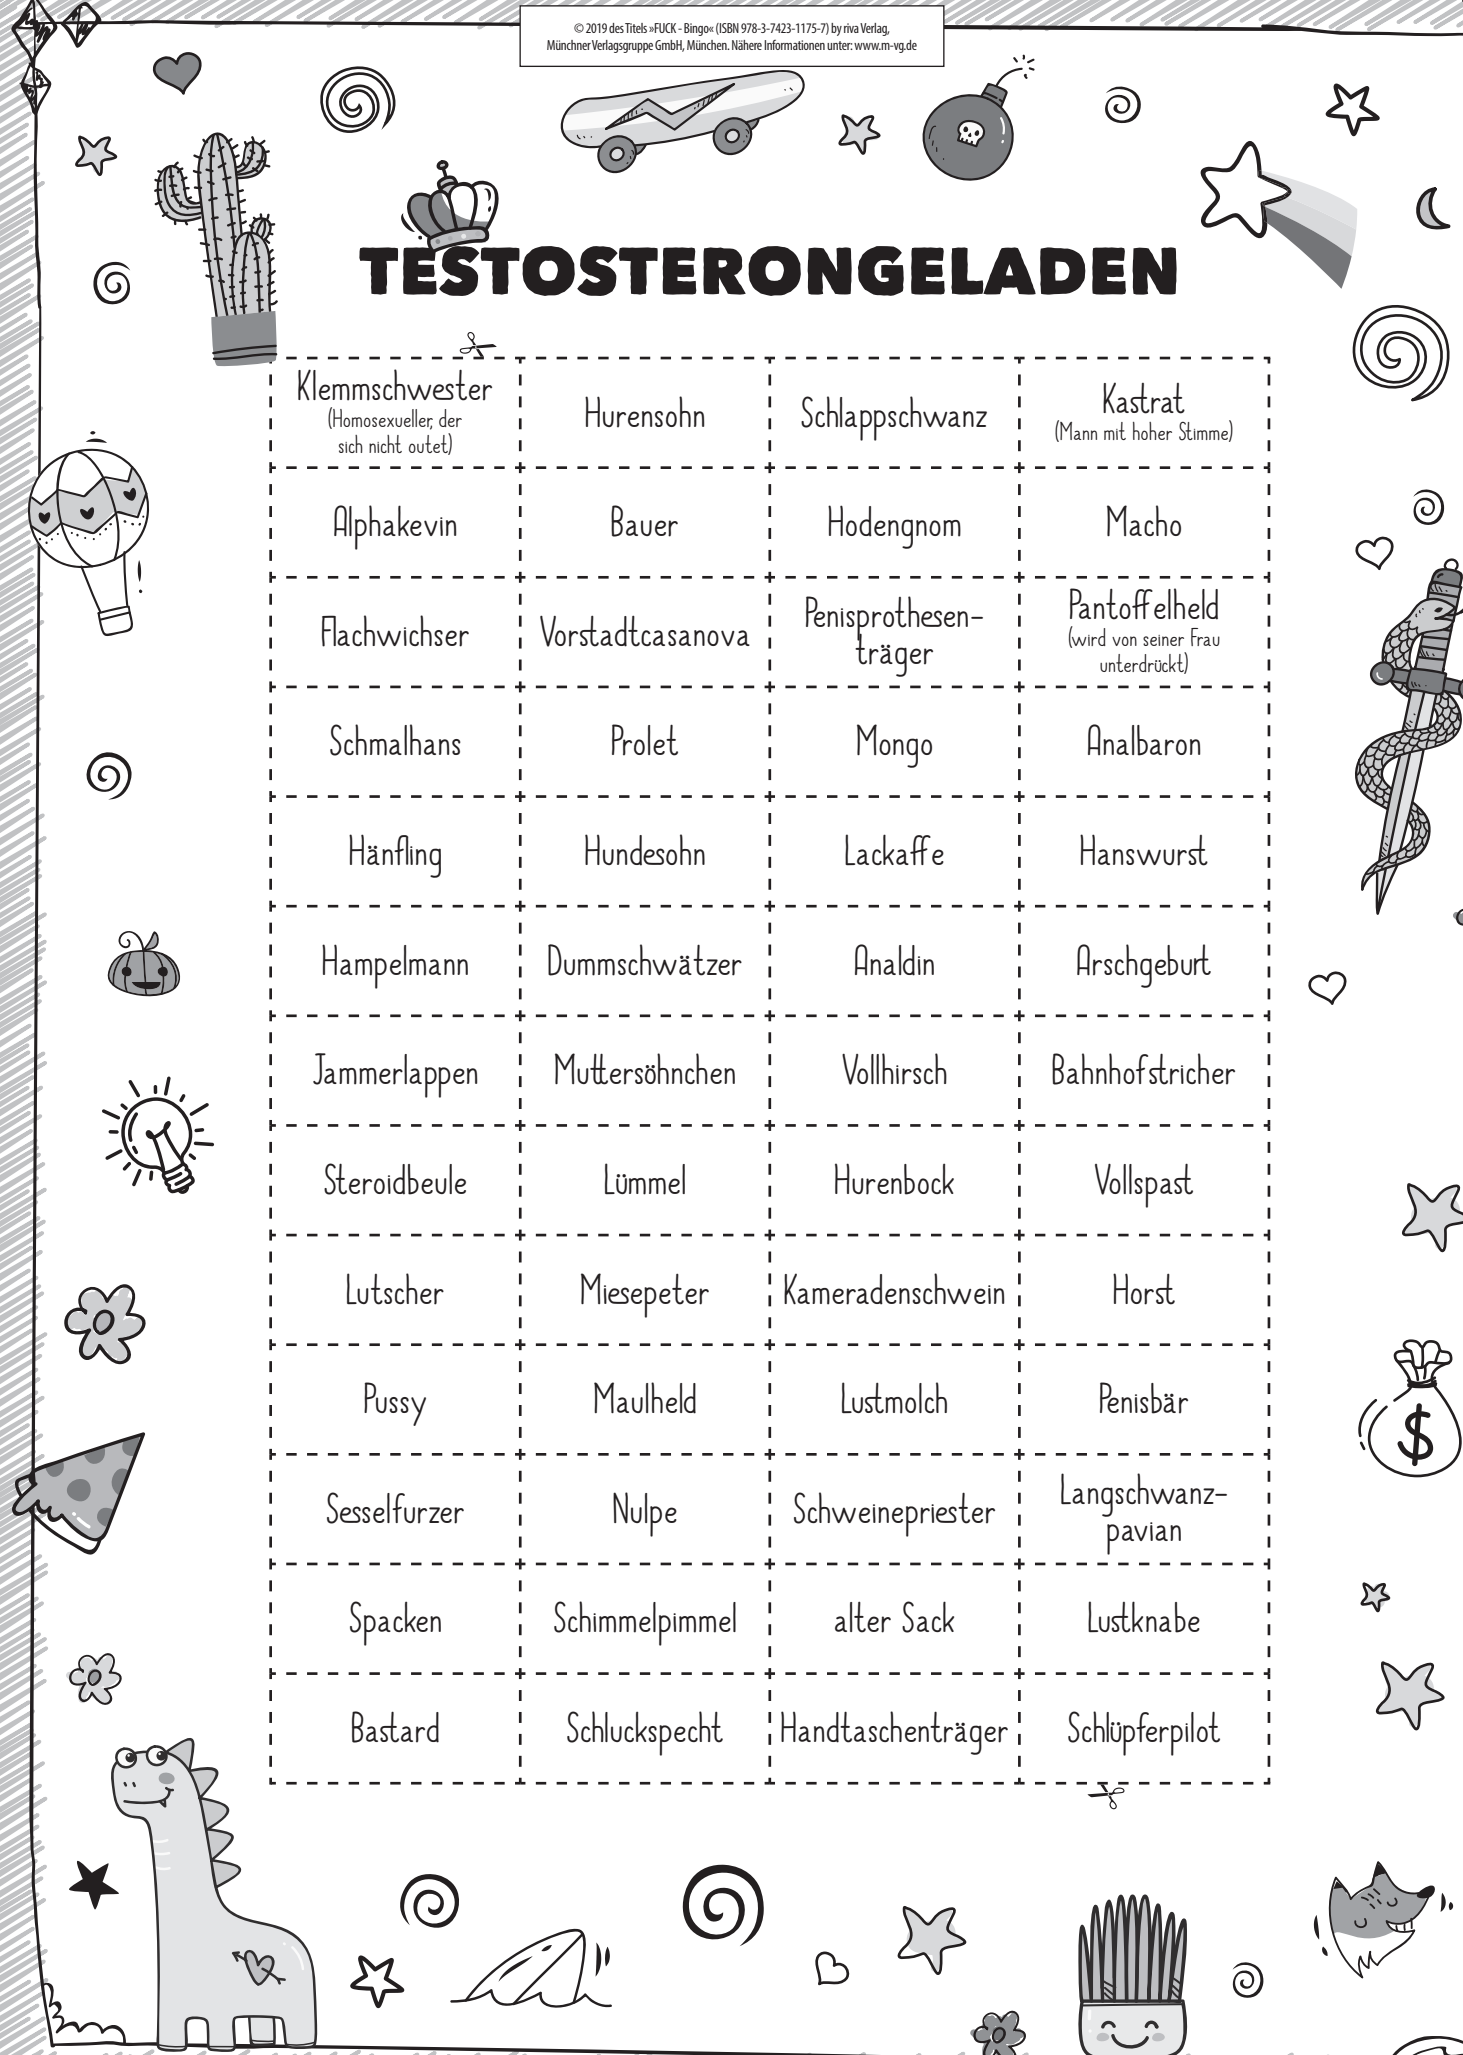 © 2019 des Titels »FUCK - Bingo« (ISBN 978-3-7423-1175-7) by riva Verlag,
Münchner Verlagsgruppe GmbH, München. Nähere Informationen unter: www.m-vg.de
TESTOSTERONGELADEN
Klemmschwester
(Homosexueller, der
sich nicht outet)
Hurensohn
Schlappschwanz
Kastrat
(Mann mit hoher Stimme)
Alphakevin
Bauer
Hodengnom
Macho
Flachwichser
Vorstadtcasanova
Penisprothesen-
träger
Pantoffelheld
(wird von seiner Frau
unterdrückt)
Schmalhans
Prolet
Mongo
Analbaron
Hänfling
Hundesohn
Lackaffe
Hanswurst
Hampelmann
Dummschwätzer
Analdin
Arschgeburt
Jammerlappen
Muttersöhnchen
Vollhirsch
Bahnhofstricher
Steroidbeule
Lümmel
Hurenbock
Vollspast
Lutscher
Miesepeter
Kameradenschwein
Horst
Pussy
Maulheld
Lustmolch
Penisbär
Sesselfurzer
Nulpe
Schweinepriester
Langschwanz-
pavian
Spacken
Schimmelpimmel
alter Sack
Lustknabe
Bastard
Schluckspecht
Handtaschenträger
Schlüpferpilot
$